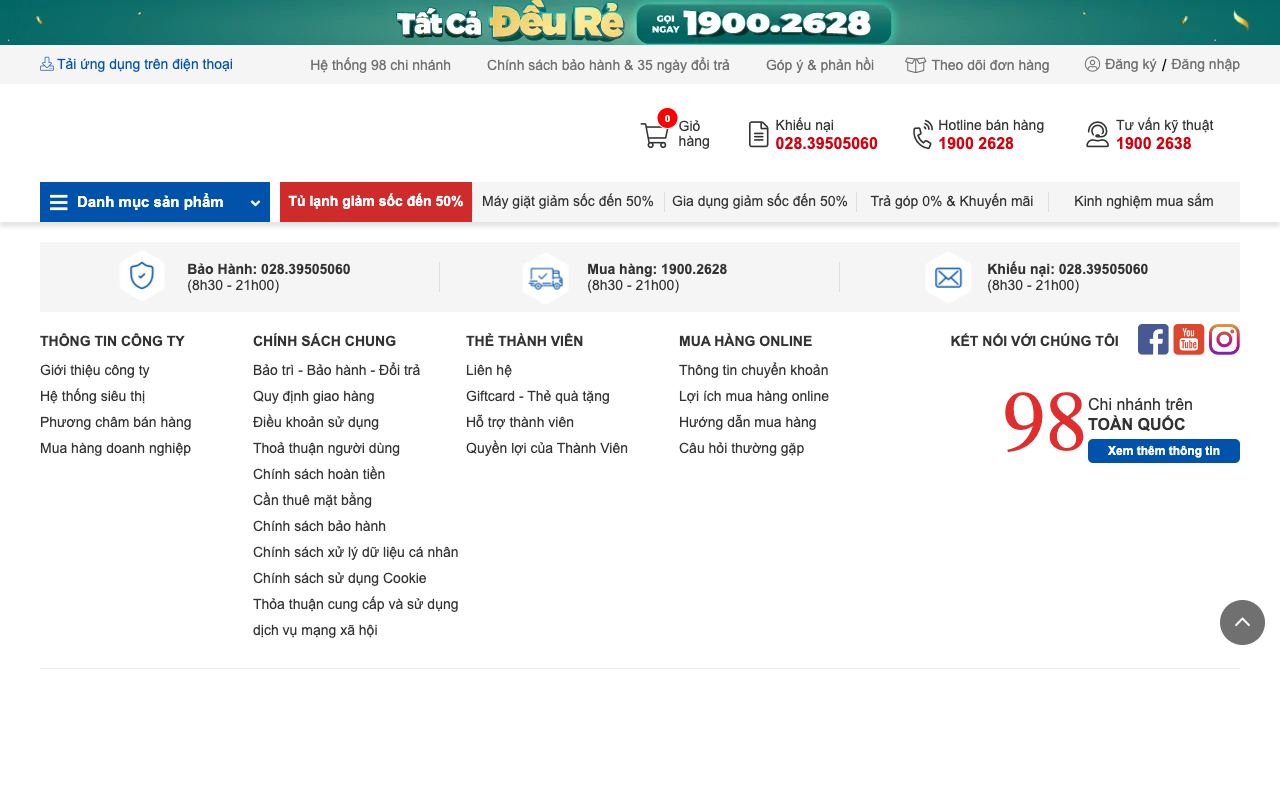 Tất Cả Đều Rẻ GỌI NGAY 1900.2628
Tải ứng dụng trên điện thoại
Hệ thống 98 chi nhánh
Chính sách bảo hành & 35 ngày đổi trả
Góp ý & phản hồi
Theo dõi đơn hàng
Đăng ký / Đăng nhập
0
Giỏ
hàng
Khiếu nại
028.39505060
Hotline bán hàng
1900 2628
Tư vấn kỹ thuật
1900 2638
Danh mục sản phẩm
Tủ lạnh giảm sốc đến 50%
Máy giặt giảm sốc đến 50%
Gia dụng giảm sốc đến 50%
Trả góp 0% & Khuyến mãi
Kinh nghiệm mua sắm
Bảo Hành: 028.39505060
(8h30 - 21h00)
Mua hàng: 1900.2628
(8h30 - 21h00)
Khiếu nại: 028.39505060
(8h30 - 21h00)
THÔNG TIN CÔNG TY
Giới thiệu công ty
Hệ thống siêu thị
Phương châm bán hàng
Mua hàng doanh nghiệp
CHÍNH SÁCH CHUNG
Bảo trì - Bảo hành - Đổi trả
Quy định giao hàng
Điều khoản sử dụng
Thoả thuận người dùng
Chính sách hoàn tiền
Cần thuê mặt bằng
Chính sách bảo hành
Chính sách xử lý dữ liệu cá nhân
Chính sách sử dụng Cookie
Thỏa thuận cung cấp và sử dụng
dịch vụ mạng xã hội
THẺ THÀNH VIÊN
Liên hệ
Giftcard - Thẻ quà tặng
Hỗ trợ thành viên
Quyền lợi của Thành Viên
MUA HÀNG ONLINE
Thông tin chuyển khoản
Lợi ích mua hàng online
Hướng dẫn mua hàng
Câu hỏi thường gặp
KẾT NỐI VỚI CHÚNG TÔI
You
Tube
98
Chi nhánh trên
TOÀN QUỐC
Xem thêm thông tin